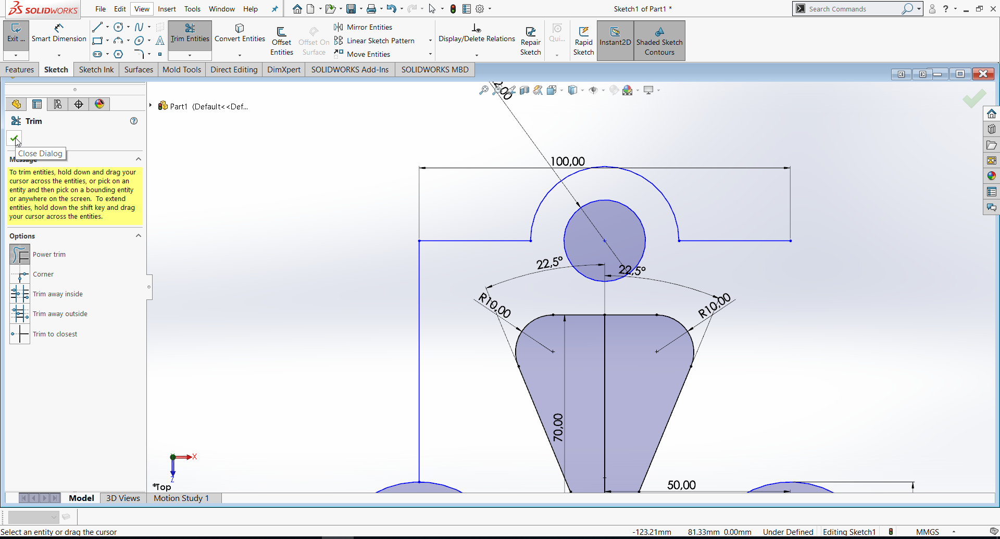 SOLIDWORKS
File Edit View Insert Tools Window Help
Sketch1 of Part1 *
Search Commands
Exit ...
Smart Dimension
Trim Entities
Convert Entities
Offset Entities
Offset On Surface
Mirror Entities
Linear Sketch Pattern
Move Entities
Display/Delete Relations
Repair Sketch
Qui...
Rapid Sketch
Instant2D
Shaded Sketch Contours
Features Sketch Sketch Ink Surfaces Mold Tools Direct Editing DimXpert SOLIDWORKS Add-Ins SOLIDWORKS MBD
Part1 (Default<<Def...
Trim
Close Dialog
Message
To trim entities, hold down and drag your
cursor across the entities, or pick on an
entity and then pick on a bounding entity
or anywhere on the screen. To extend
entities, hold down the shift key and drag
your cursor across the entities.
Options
Power trim
Corner
Trim away inside
Trim away outside
Trim to closest
100,00
22,5°
22,5°
R10,00
R10,00
70,00
50,00
X
Z
*Top
Model 3D Views Motion Study 1
Select an entity or drag the cursor
-123.21mm 81.33mm 0.00mm Under Defined Editing Sketch1 MMGS